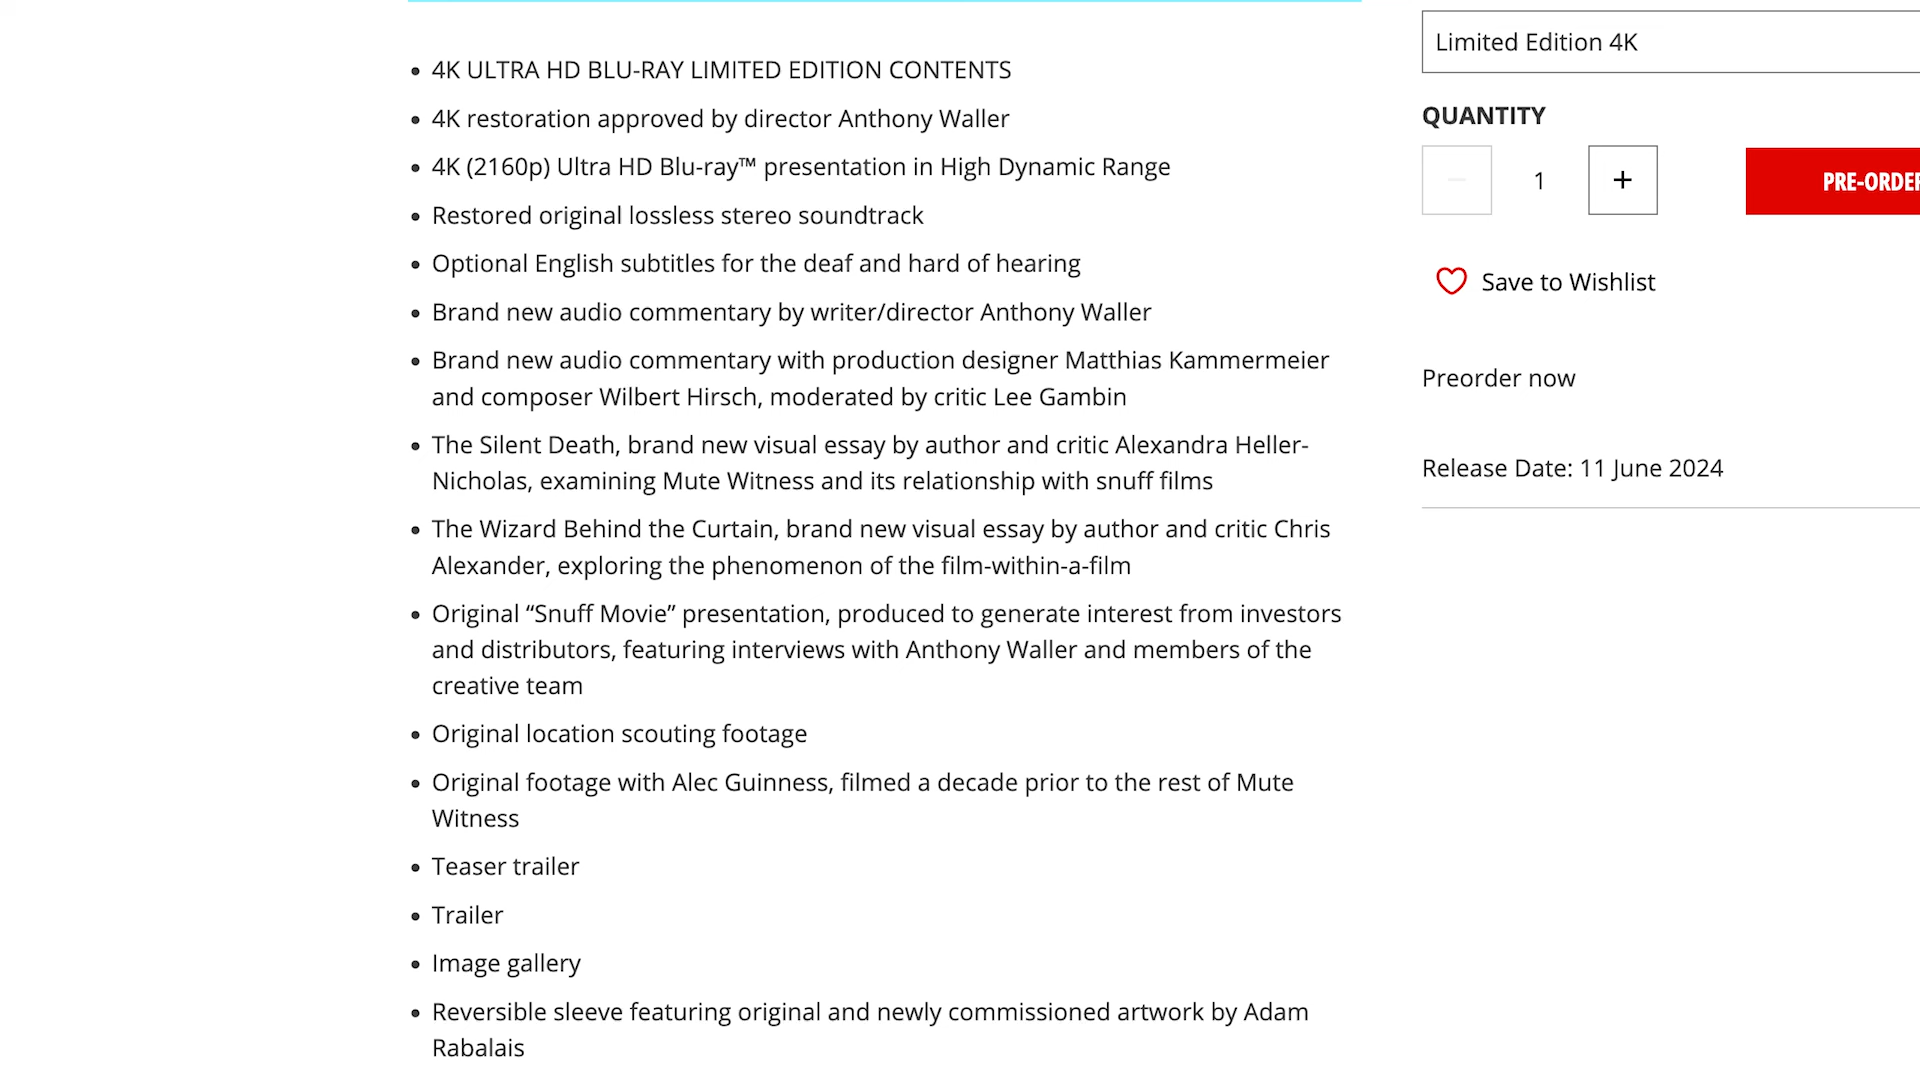 4K ULTRA HD BLU-RAY LIMITED EDITION CONTENTS
4K restoration approved by director Anthony Waller
4K (2160p) Ultra HD Blu-ray™ presentation in High Dynamic Range
Restored original lossless stereo soundtrack
Optional English subtitles for the deaf and hard of hearing
Brand new audio commentary by writer/director Anthony Waller
Brand new audio commentary with production designer Matthias Kammermeier
and composer Wilbert Hirsch, moderated by critic Lee Gambin
The Silent Death, brand new visual essay by author and critic Alexandra Heller-
Nicholas, examining Mute Witness and its relationship with snuff films
The Wizard Behind the Curtain, brand new visual essay by author and critic Chris
Alexander, exploring the phenomenon of the film-within-a-film
Original “Snuff Movie” presentation, produced to generate interest from investors
and distributors, featuring interviews with Anthony Waller and members of the
creative team
Original location scouting footage
Original footage with Alec Guinness, filmed a decade prior to the rest of Mute
Witness
Teaser trailer
Trailer
Image gallery
Reversible sleeve featuring original and newly commissioned artwork by Adam
Rabalais
Limited Edition 4K
QUANTITY
1
PRE-ORDER
Save to Wishlist
Preorder now
Release Date: 11 June 2024